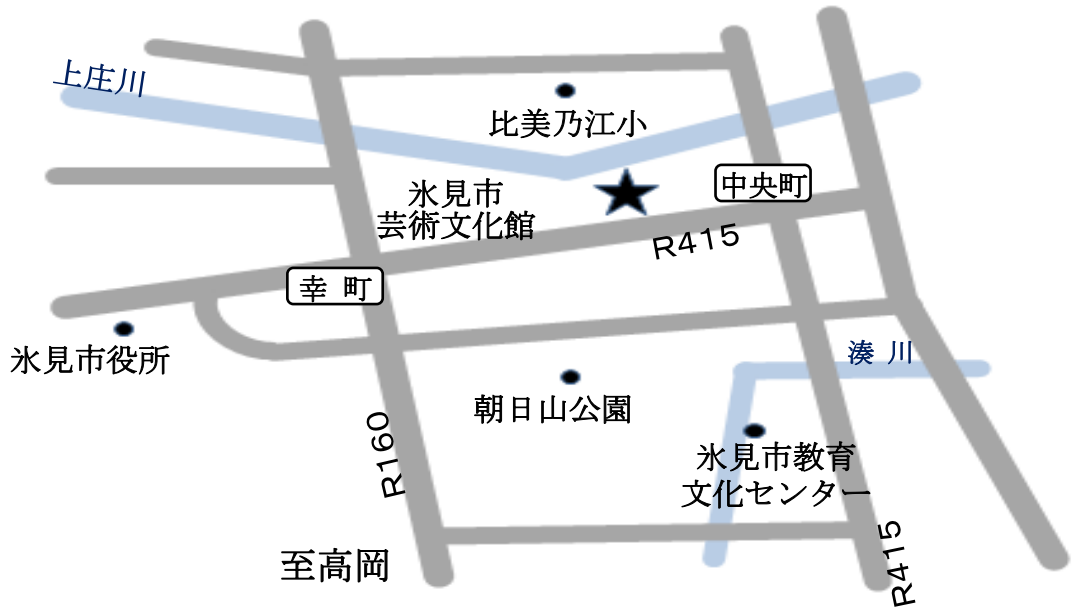 上庄川
比美乃江小
中央町
氷見市
芸術文化館
R415
幸 町
氷見市役所
湊 川
朝日山公園
R160
氷見市教育
文化センター
R415
至高岡